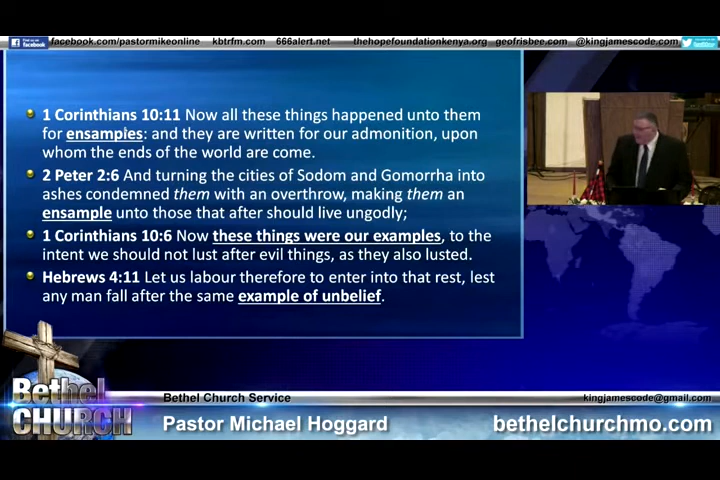 facebook.com/pastormikeonline kbtrfm.com 666alert.net thehopefoundationkenya.org geofrisbee.com @kingjamescode.com
1 Corinthians 10:11 Now all these things happened unto them
for ensamples: and they are written for our admonition, upon
whom the ends of the world are come.
2 Peter 2:6 And turning the cities of Sodom and Gomorrha into
ashes condemned them with an overthrow, making them an
ensample unto those that after should live ungodly;
1 Corinthians 10:6 Now these things were our examples, to the
intent we should not lust after evil things, as they also lusted.
Hebrews 4:11 Let us labour therefore to enter into that rest, lest
any man fall after the same example of unbelief.
Bethel
CHURCH
Bethel Church Service kingjamescode@gmail.com
Pastor Michael Hoggard bethelchurchmo.com